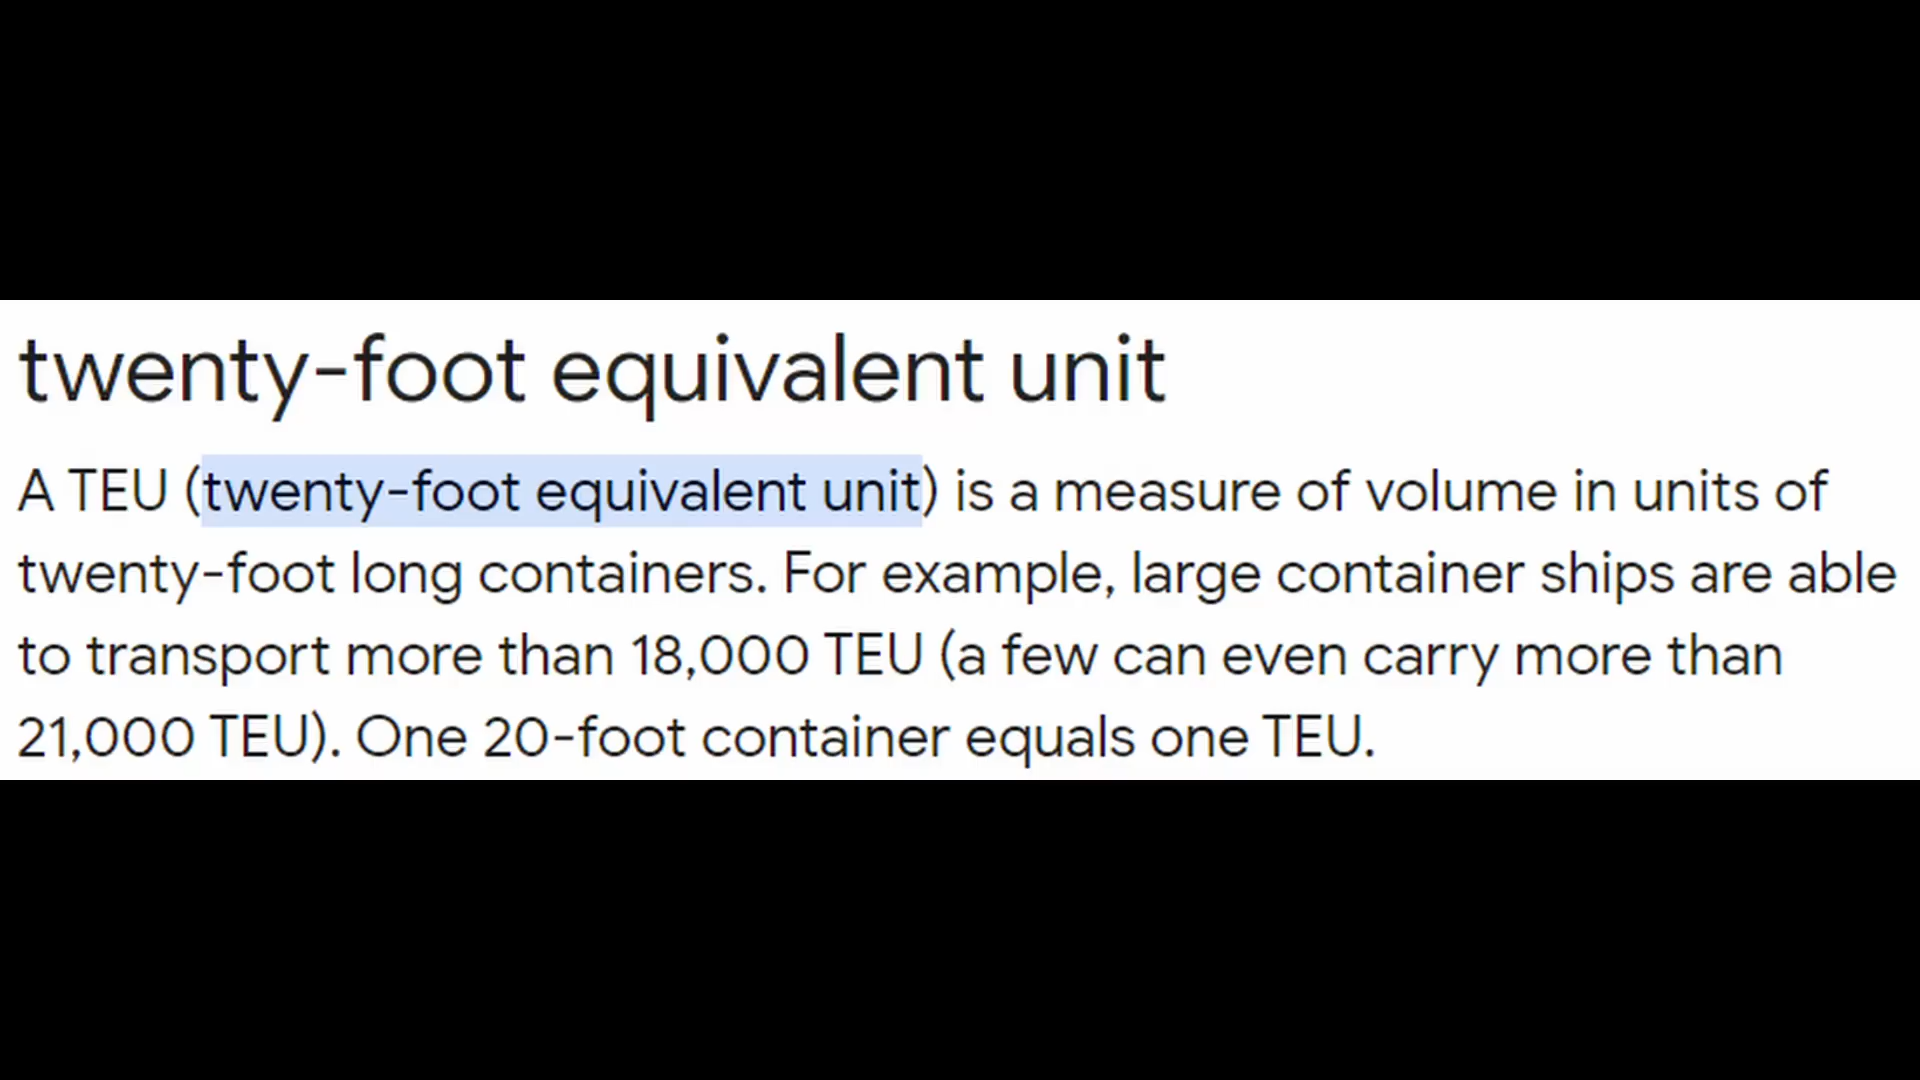 twenty-foot equivalent unit
A TEU (twenty-foot equivalent unit) is a measure of volume in units of
twenty-foot long containers. For example, large container ships are able
to transport more than 18,000 TEU (a few can even carry more than
21,000 TEU). One 20-foot container equals one TEU.